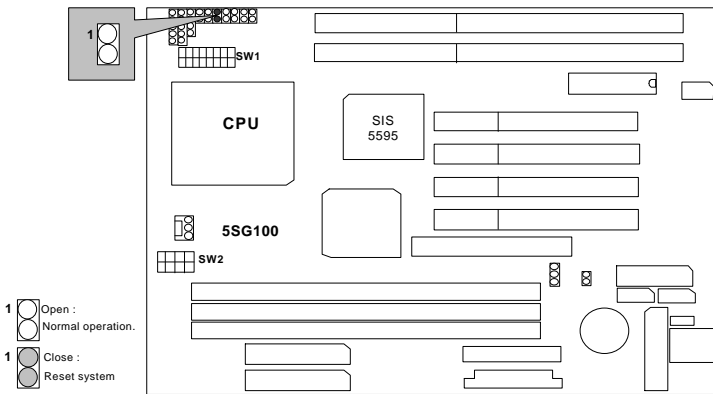 1
SW1
CPU
SIS
5595
5SG100
SW2
1
Open :
Normal operation.
1
Close :
Reset system